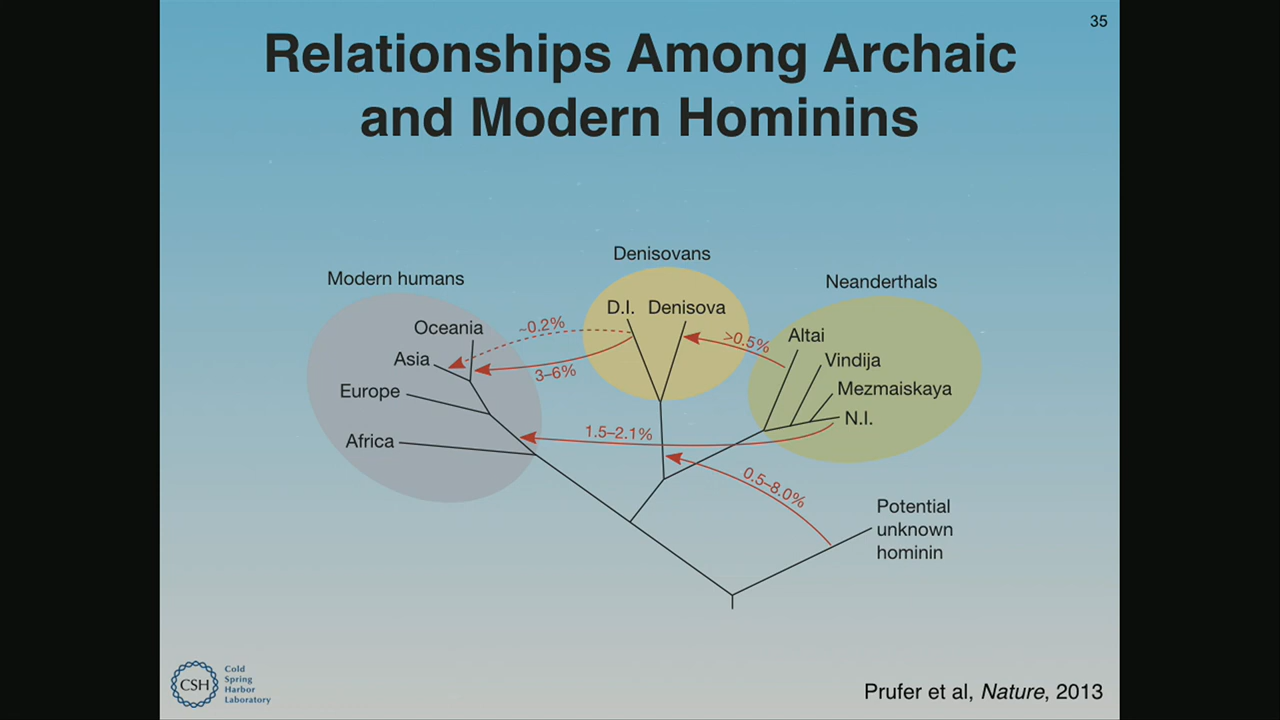 35
Relationships Among Archaic
and Modern Hominins
Denisovans
Modern humans
Neanderthals
D.I. Denisova
Oceania
~0.2%
>0.5%
Altai
Asia
3–6%
Vindija
Europe
Mezmaiskaya
N.I.
Africa
1.5–2.1%
0.5–8.0%
Potential
unknown
hominin
CSH
Cold
Spring
Harbor
Laboratory
Prufer et al, Nature, 2013